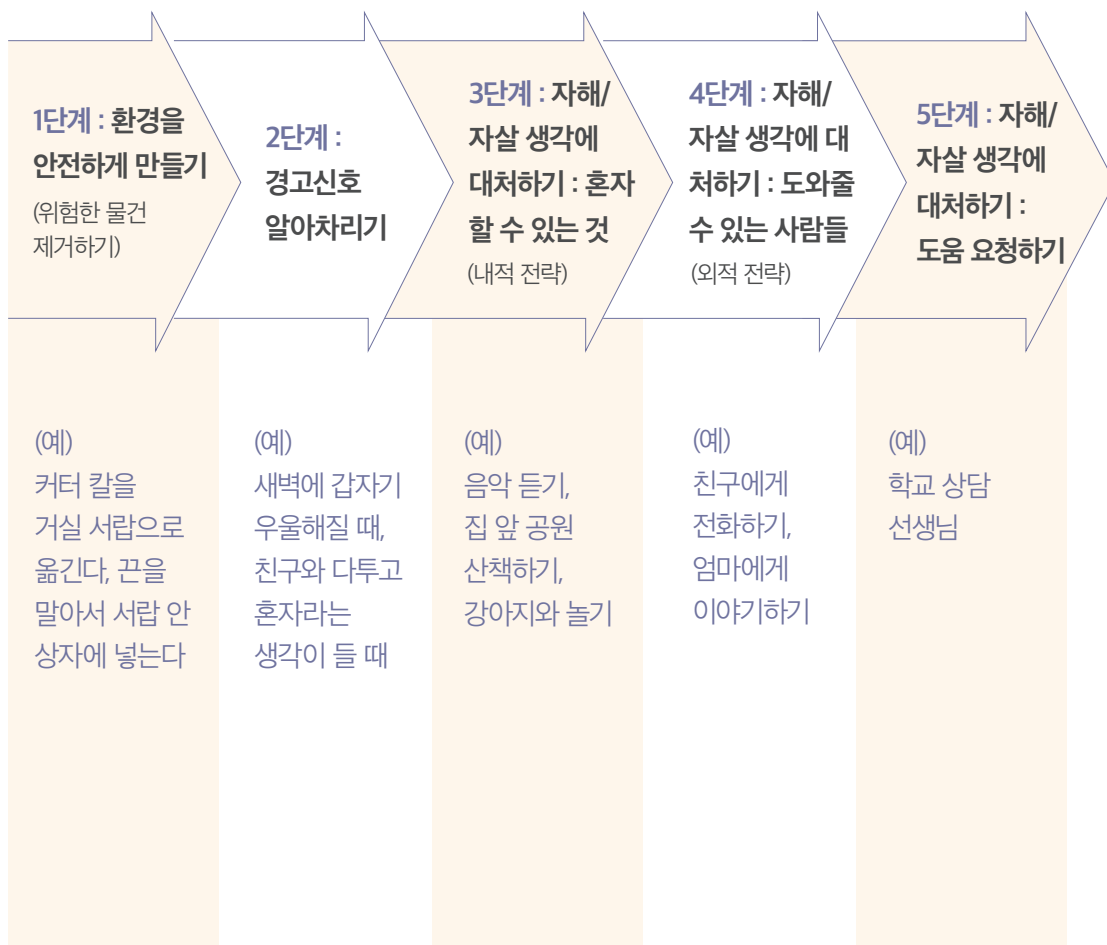 1단계 : 환경을
안전하게 만들기
(위험한 물건
제거하기)
2단계 :
경고신호
알아차리기
3단계 : 자해/
자살 생각에
대처하기 : 혼자
할 수 있는 것
(내적 전략)
4단계 : 자해/
자살 생각에 대
처하기 : 도와줄
수 있는 사람들
(외적 전략)
5단계 : 자해/
자살 생각에
대처하기 :
도움 요청하기
(예)
커터 칼을
거실 서랍으로
옮긴다, 끈을
말아서 서랍 안
상자에 넣는다
(예)
새벽에 갑자기
우울해질 때,
친구와 다투고
혼자라는
생각이 들 때
(예)
음악 듣기,
집 앞 공원
산책하기,
강아지와 놀기
(예)
친구에게
전화하기,
엄마에게
이야기하기
(예)
학교 상담
선생님